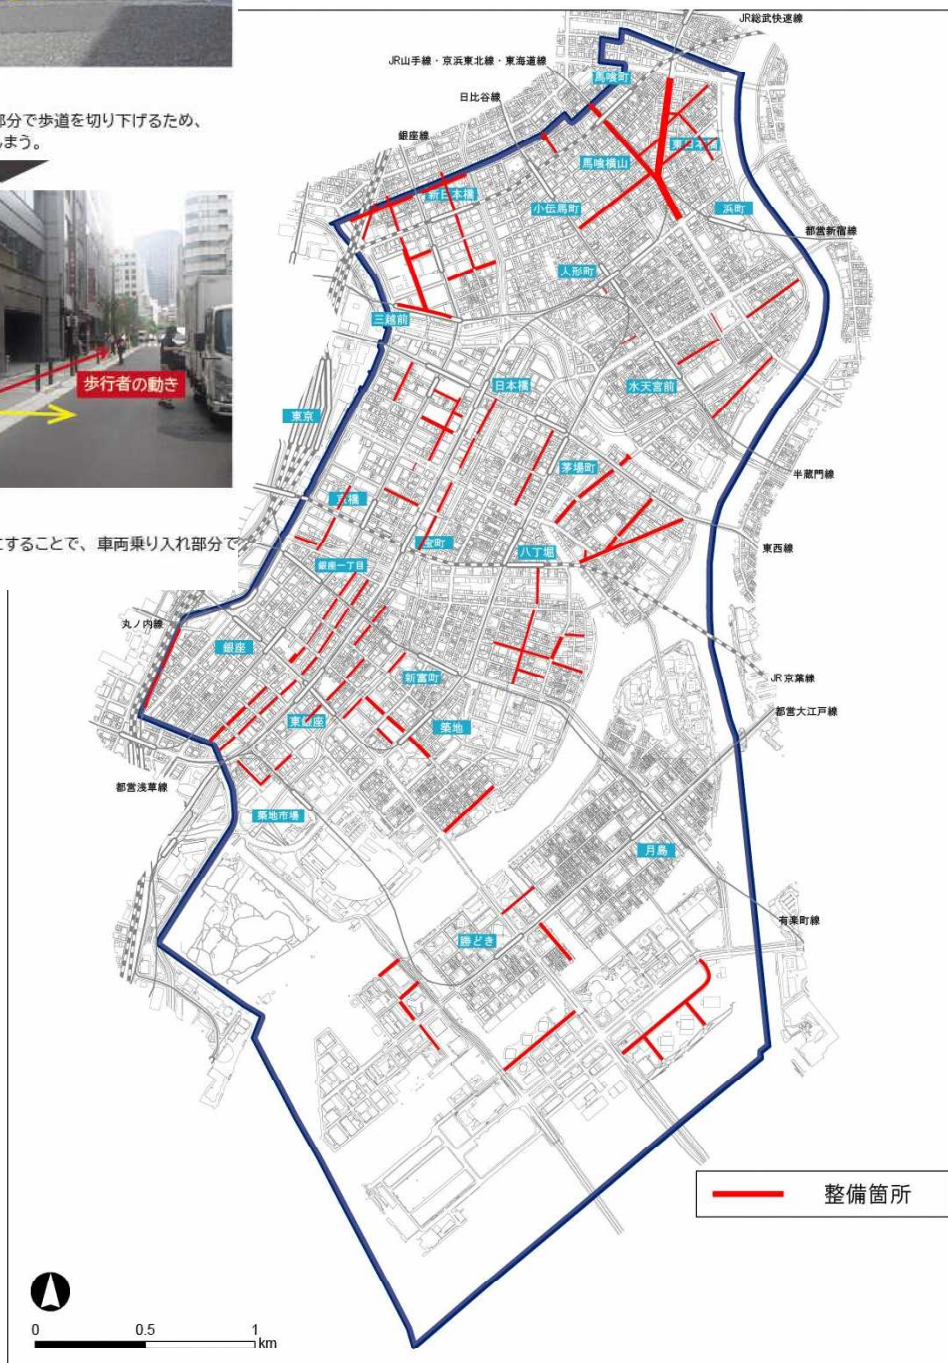 部分で歩道を切り下げるため、
まう。
歩行者の動き
にすることで、車両乗り入れ部分で
JR総武快速線
JR山手線・京浜東北線・東海道線
馬喰町
日比谷線
銀座線
東日本橋
馬喰横山
新日本橋
小伝馬町
浜町
都営新宿線
人形町
三越前
日本橋
水天宮前
東京
茅場町
半蔵門線
京橋
宝町
八丁堀
東西線
銀座一丁目
丸ノ内線
銀座
新富町
JR京葉線
都営大江戸線
東銀座
築地
都営浅草線
築地市場
月島
有楽町線
勝どき
整備箇所
0 0.5 1
km